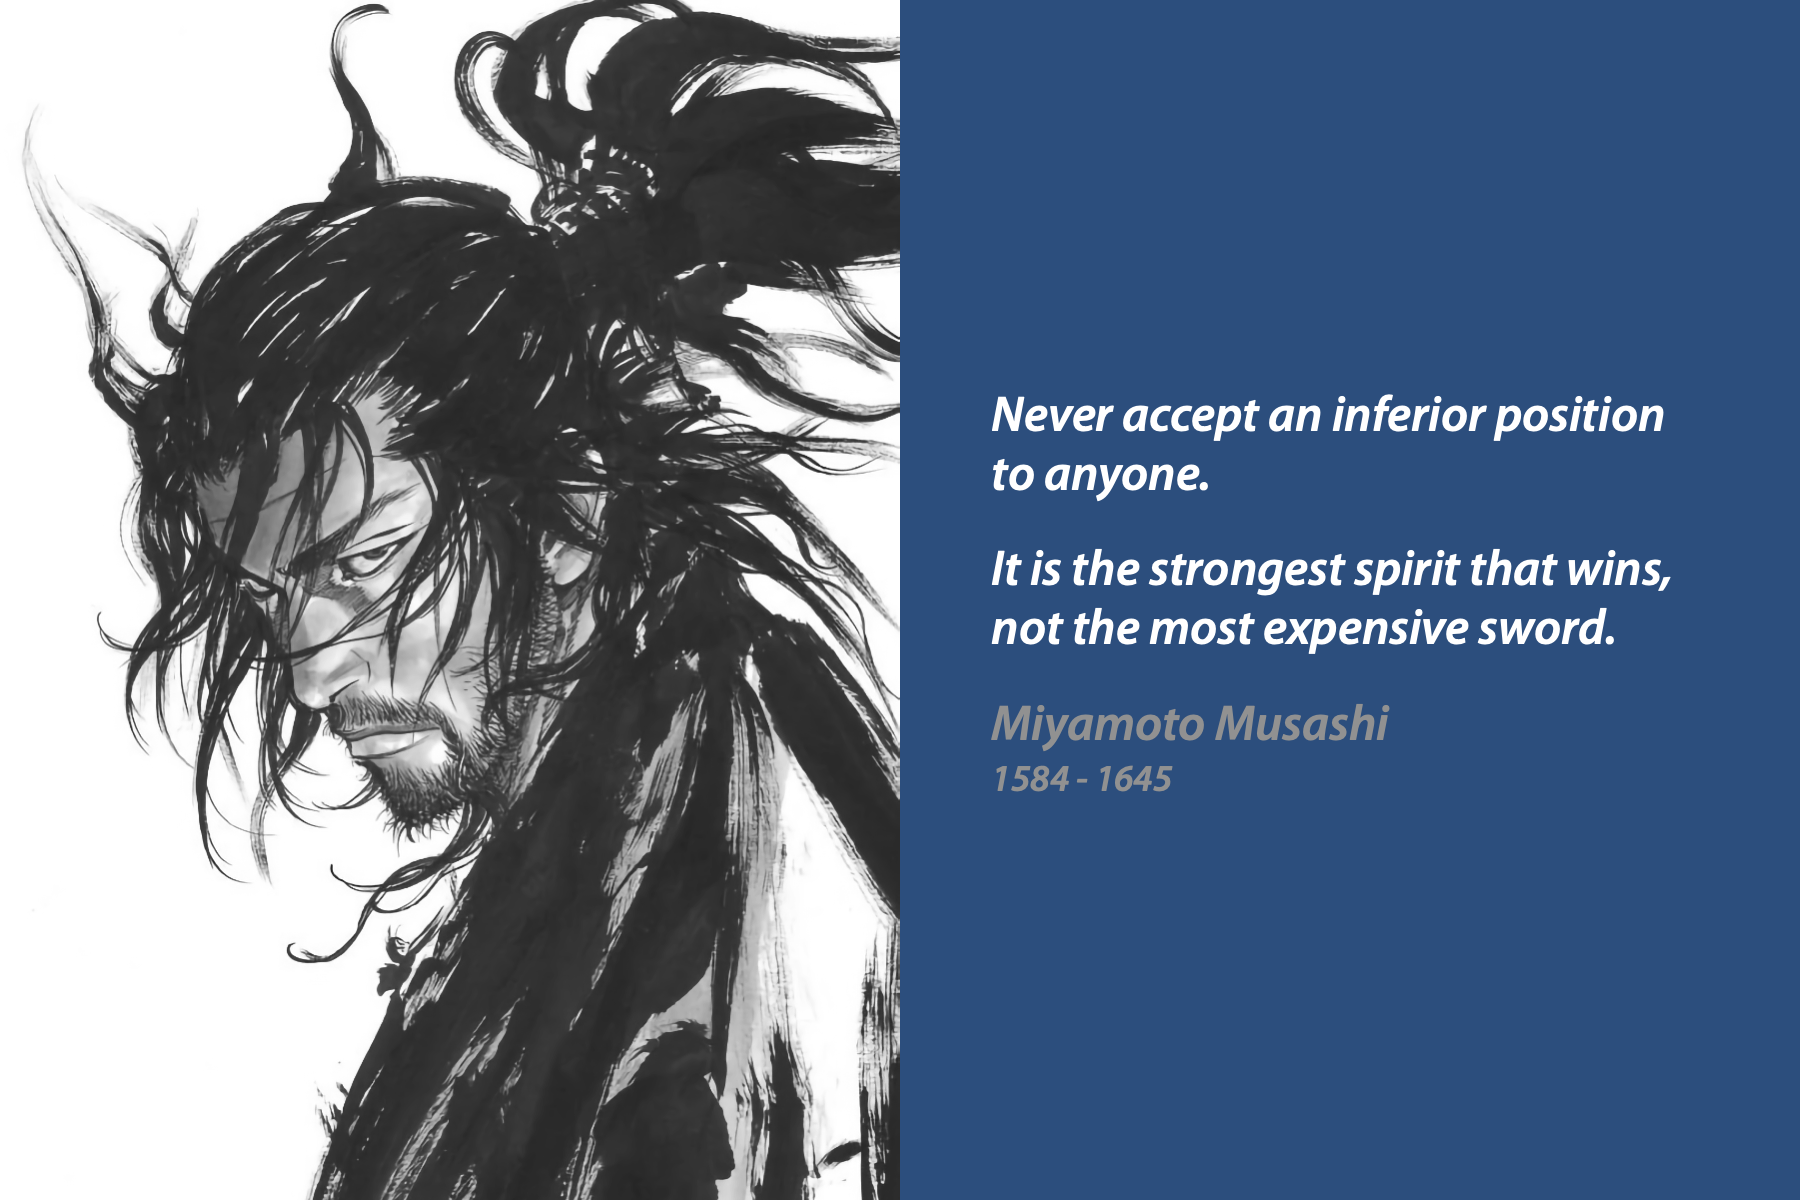 Never accept an inferior position
to anyone.
It is the strongest spirit that wins,
not the most expensive sword.
Miyamoto Musashi
1584 - 1645